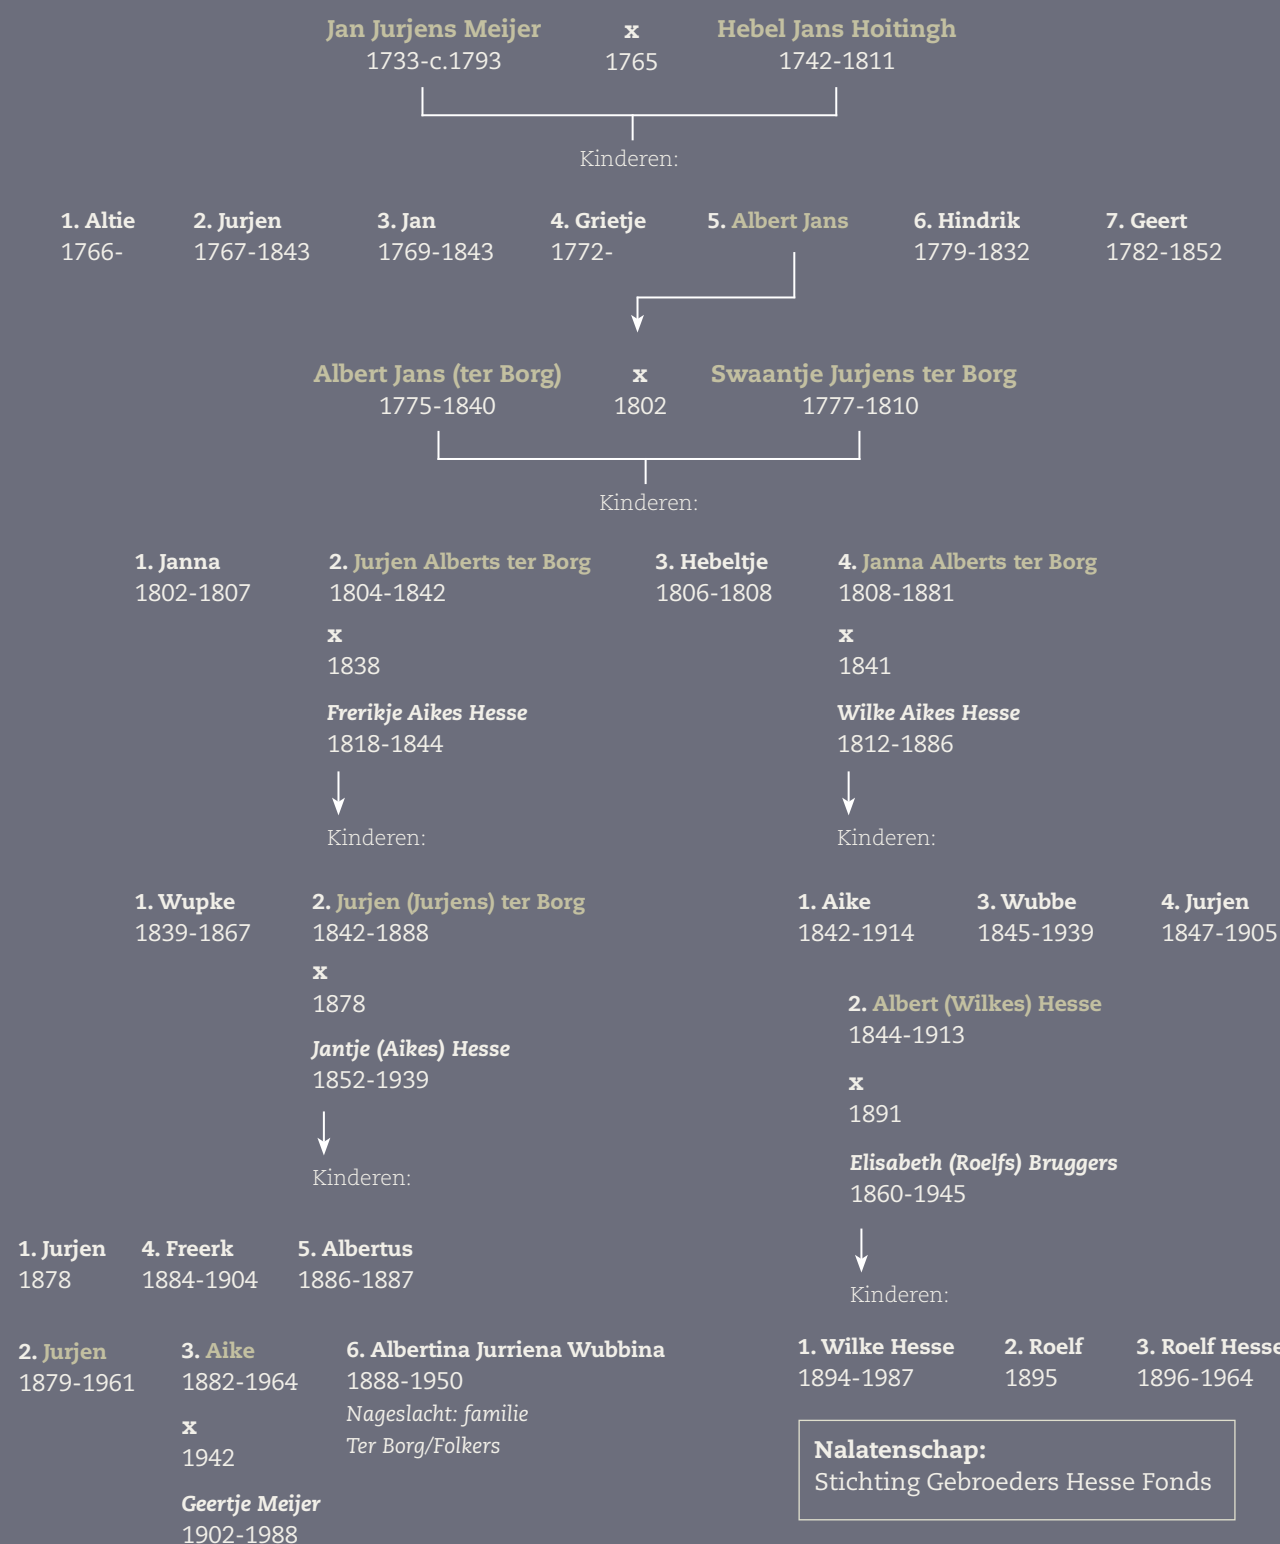 Jan Jurjens Meijer x Hebel Jans Hoitingh
1733-c.1793 1765 1742-1811
Kinderen:
1. Altie 2. Jurjen 3. Jan 4. Grietje 5. Albert Jans 6. Hindrik 7. Geert
1766- 1767-1843 1769-1843 1772- 1779-1832 1782-1852
Albert Jans (ter Borg) x Swaantje Jurjens ter Borg
1775-1840 1802 1777-1810
Kinderen:
1. Janna 2. Jurjen Alberts ter Borg 3. Hebeltje 4. Janna Alberts ter Borg
1802-1807 1804-1842 1806-1808 1808-1881
x x
1838 1841
Frerikje Aikes Hesse Wilke Aikes Hesse
1818-1844 1812-1886
Kinderen: Kinderen:
1. Wupke 2. Jurjen (Jurjens) ter Borg 1. Aike 3. Wubbe 4. Jurjen
1839-1867 1842-1888 1842-1914 1845-1939 1847-1905
x
1878
2. Albert (Wilkes) Hesse
1844-1913
Jantje (Aikes) Hesse
1852-1939
x
1891
Kinderen:
Elisabeth (Roelfs) Bruggers
1860-1945
1. Jurjen 4. Freerk 5. Albertus
1878 1884-1904 1886-1887
Kinderen:
2. Jurjen 3. Aike 6. Albertina Jurriena Wubbina 1. Wilke Hesse 2. Roelf 3. Roelf Hesse
1879-1961 1882-1964 1888-1950 1894-1987 1895 1896-1964
Nageslacht: familie
Ter Borg/Folkers
x
1942
Nalatenschap:
Stichting Gebroeders Hesse Fonds
Geertje Meijer
1902-1988